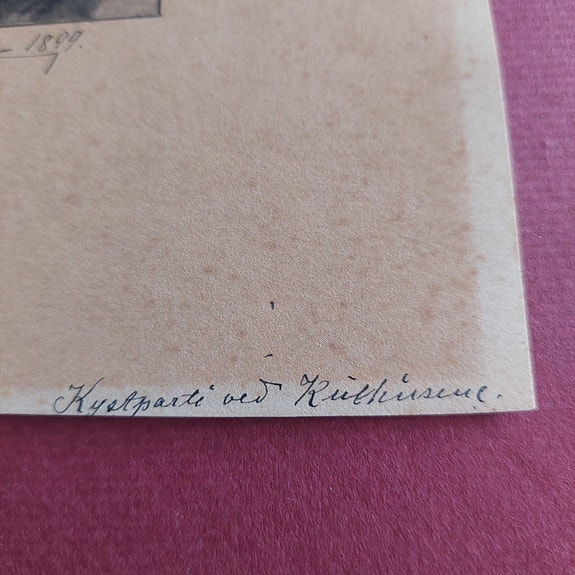 – 1899.
Kystparti ved Kulhusene.